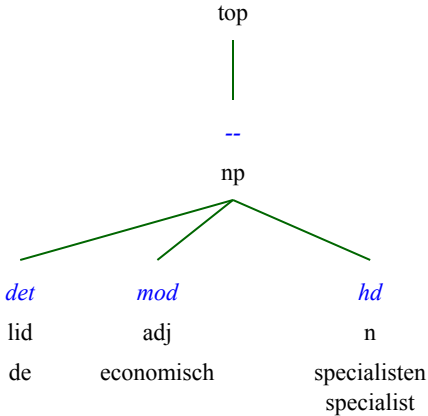 top
--
np
det mod hd
lid adj n
de economisch specialisten
specialist